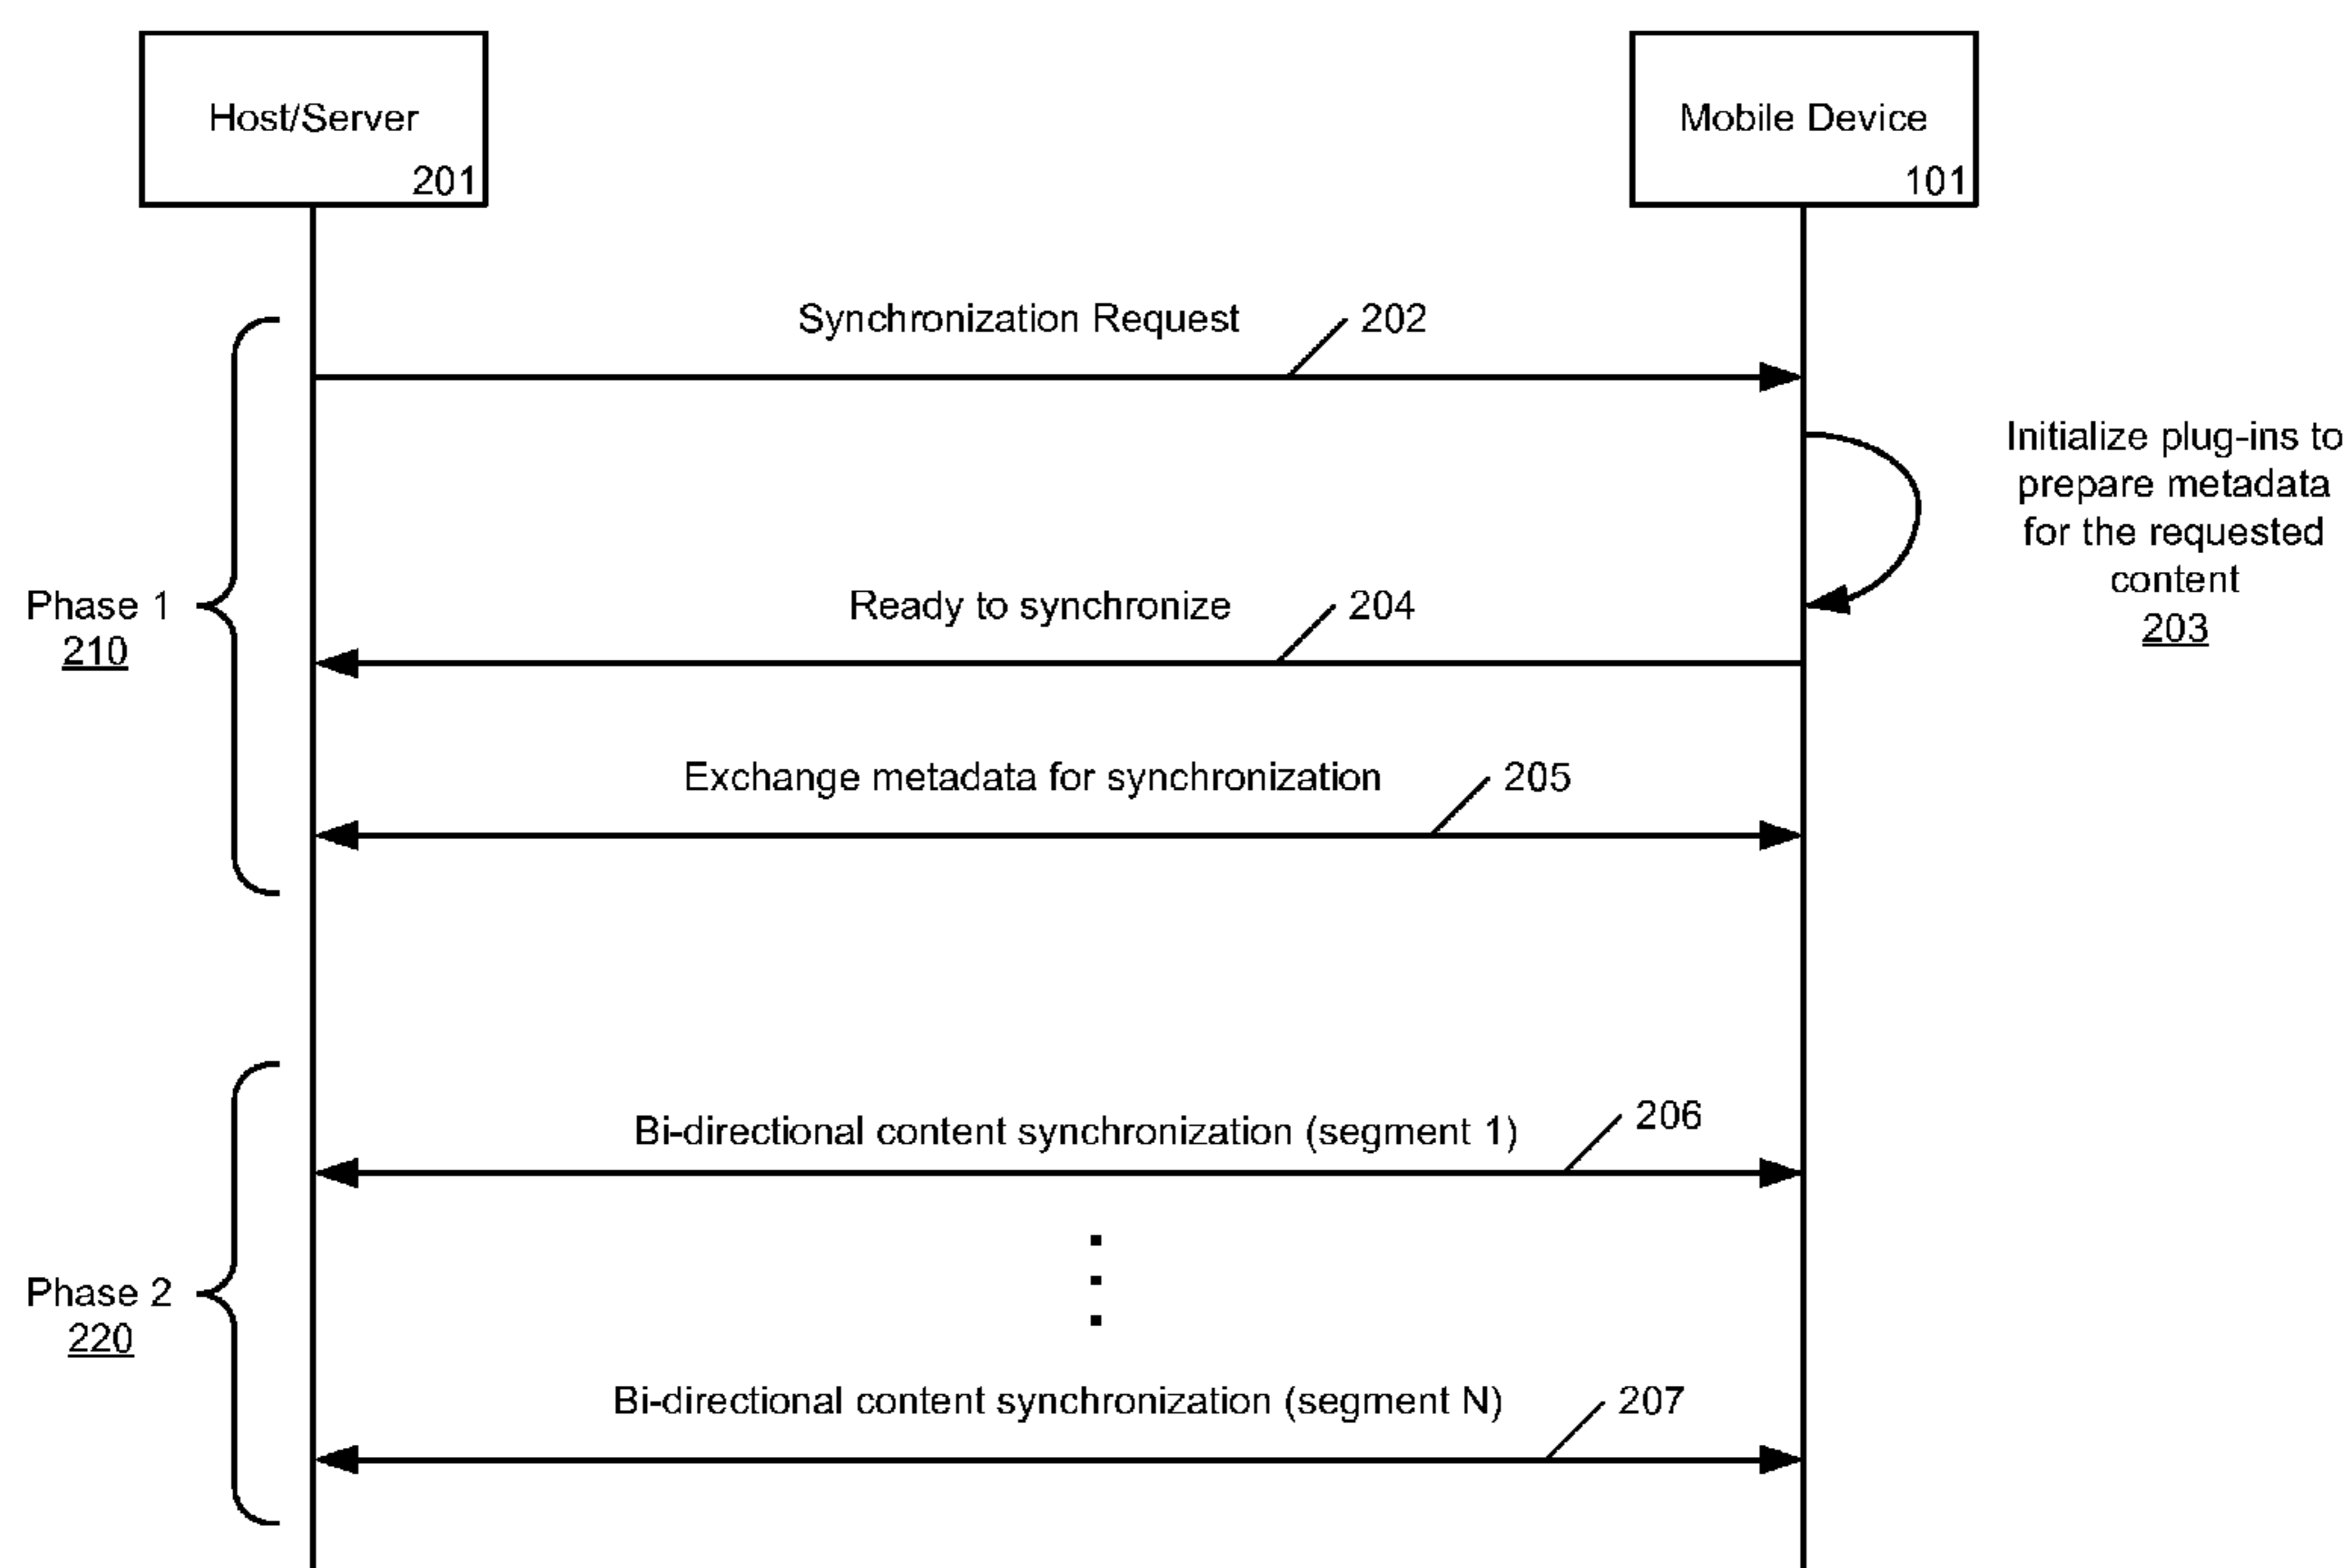 Host/Server
201
Mobile Device
101
Synchronization Request
202
Initialize plug-ins to
prepare metadata
for the requested
content
203
Phase 1
210
Ready to synchronize
204
Exchange metadata for synchronization
205
Phase 2
220
Bi-directional content synchronization (segment 1)
206
Bi-directional content synchronization (segment N)
207